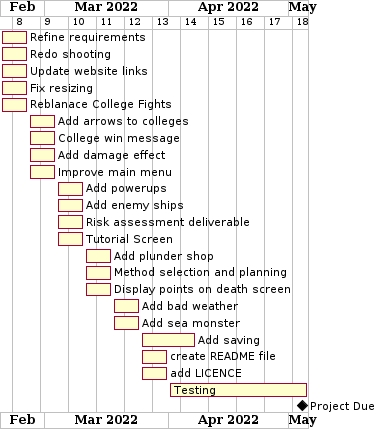 Feb Mar 2022 Apr 2022 May
8 9 10 11 12 13 14 15 16 17 18
Refine requirements
Redo shooting
Update website links
Fix resizing
Reblanace College Fights
Add arrows to colleges
College win message
Add damage effect
Improve main menu
Add powerups
Add enemy ships
Risk assessment deliverable
Tutorial Screen
Add plunder shop
Method selection and planning
Display points on death screen
Add bad weather
Add sea monster
Add saving
create README file
add LICENCE
Testing
Project Due
Feb Mar 2022 Apr 2022 May